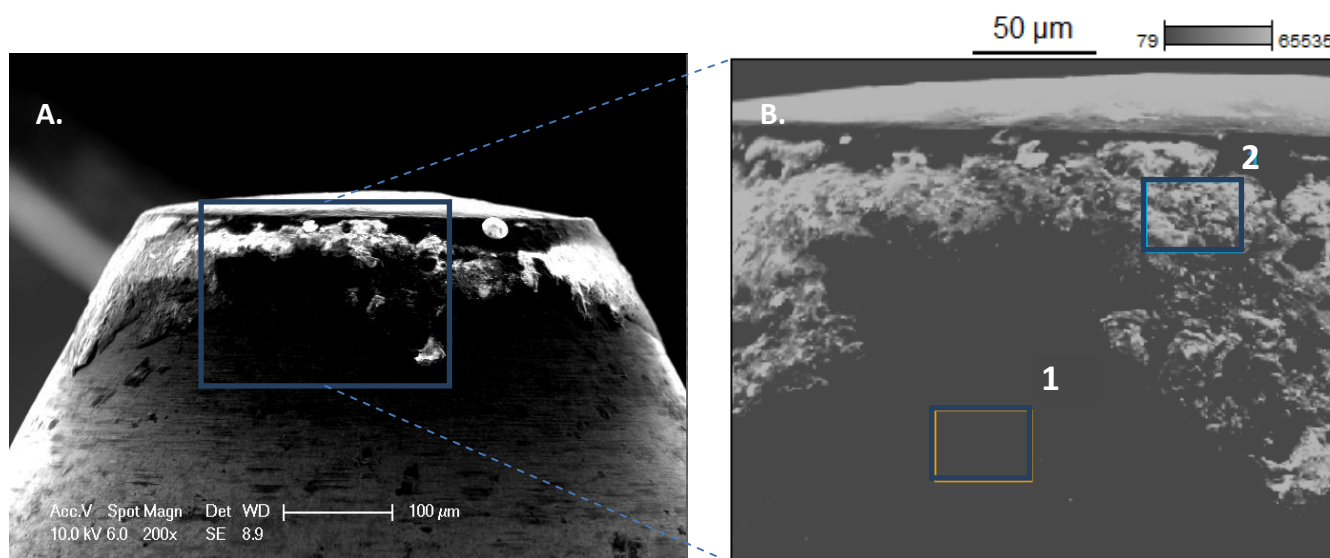 50 µm
79 65535
A.
B.
2
1
Acc.V Spot Magn Det WD 100 µm
10.0 kV 6.0 200x SE 8.9